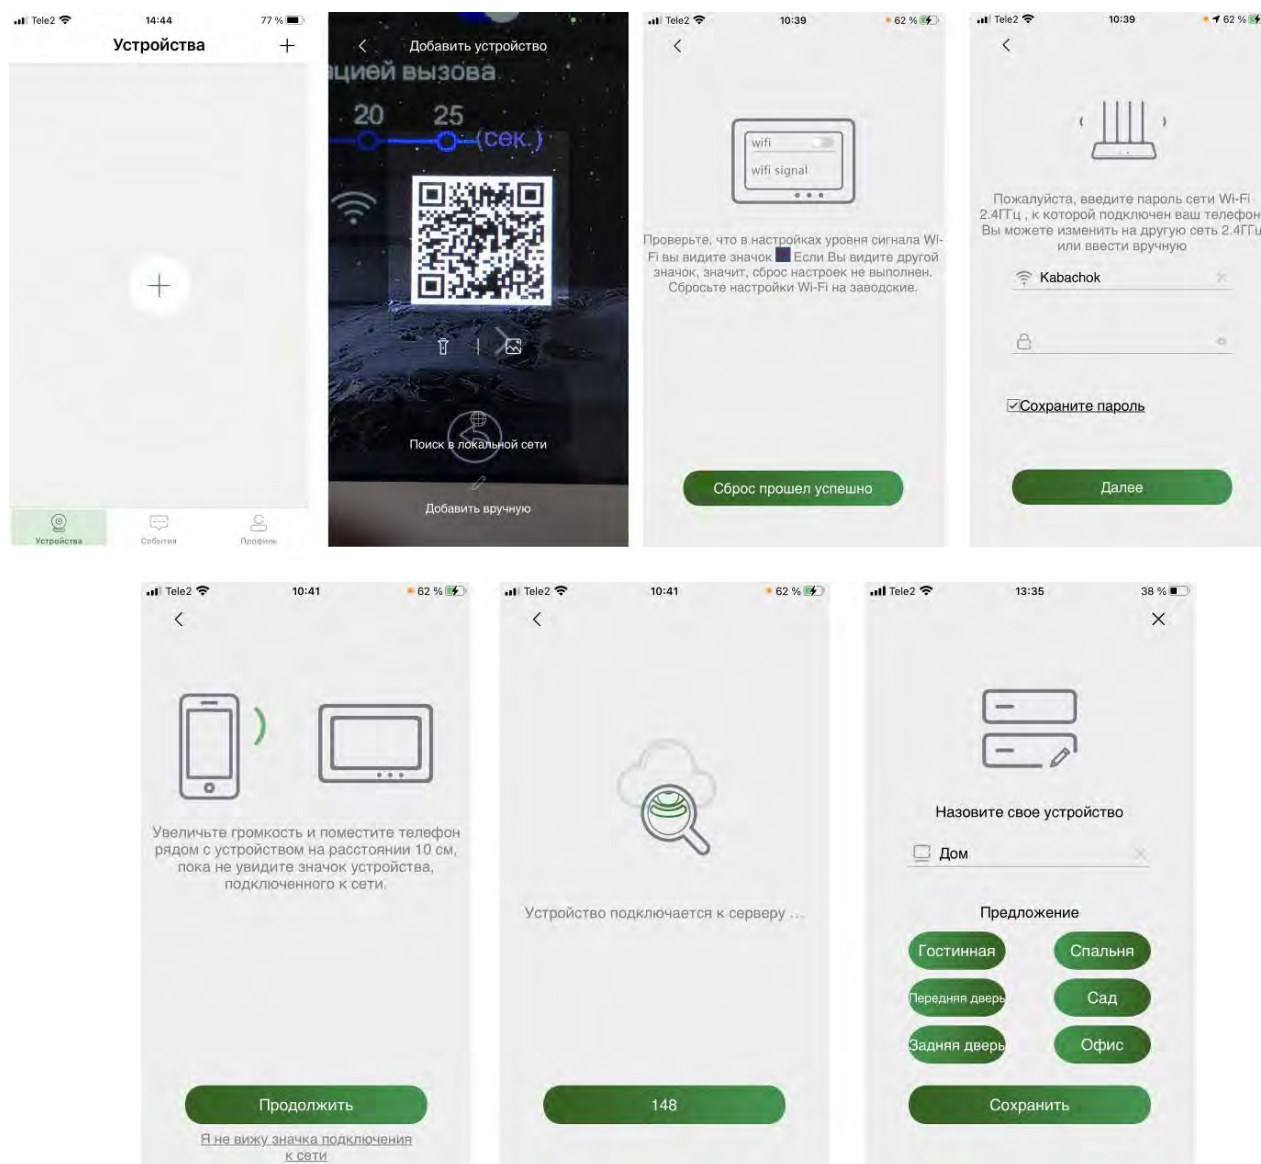 Tele2 14:44 77 %
Устройства
Устройства События Профиль
Добавить устройство
цией вызова
20 25
(сек.)
Поиск в локальной сети
Добавить вручную
Tele2 10:39 62 %
wifi
wifi signal
Проверьте, что в настройках уровня сигнала Wi-
Fi вы видите значок Если Вы видите другой
значок, значит, сброс настроек не выполнен.
Сбросьте настройки Wi-Fi на заводские.
Сброс прошел успешно
Tele2 10:39 62 %
Пожалуйста, введите пароль сети Wi-Fi
2.4ГГц , к которой подключен ваш телефон
Вы можете изменить на другую сеть 2.4ГГц
или ввести вручную
Kabachok
Сохраните пароль
Далее
Tele2 10:41 62 %
Увеличьте громкость и поместите телефон
рядом с устройством на расстоянии 10 см,
пока не увидите значок устройства,
подключенного к сети.
Продолжить
Я не вижу значка подключения
к сети
Tele2 10:41 62 %
Устройство подключается к серверу ...
148
Tele2 13:35 38 %
Назовите свое устройство
Дом
Предложение
Гостинная Спальня
Передняя дверь Сад
Задняя дверь Офис
Сохранить